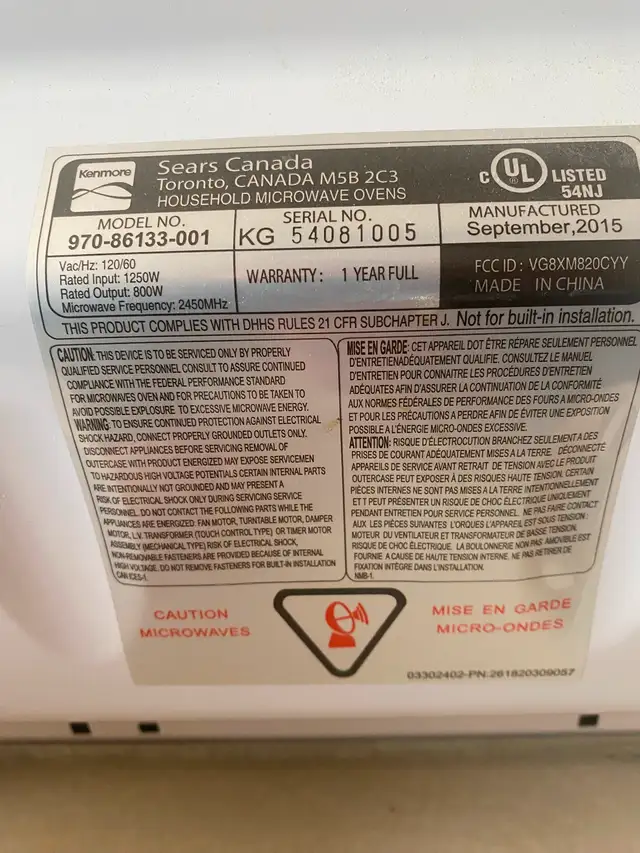 Kenmore
Sears Canada
Toronto, CANADA M5B 2C3
HOUSEHOLD MICROWAVE OVENS
C UL LISTED
54NJ
MODEL NO.
970-86133-001
SERIAL NO.
KG 54081005
MANUFACTURED
September,2015
Vac/Hz: 120/60
Rated Input: 1250W
Rated Output: 800W
Microwave Frequency: 2450MHz
WARRANTY: 1 YEAR FULL
FCC ID : VG8XM820CYY
MADE IN CHINA
THIS PRODUCT COMPLIES WITH DHHS RULES 21 CFR SUBCHAPTER J. Not for built-in installation.
CAUTION: THIS DEVICE IS TO BE SERVICED ONLY BY PROPERLY
QUALIFIED SERVICE PERSONNEL CONSULT TO ASSURE CONTINUED
COMPLIANCE WITH THE FEDERAL PERFORMANCE STANDARD
FOR MICROWAVES OVEN AND FOR PRECAUTIONS TO BE TAKEN TO
AVOID POSSIBLE EXPLOSURE TO EXCESSIVE MICROWAVE ENERGY.
WARNING: TO ENSURE CONTINUED PROTECTION AGAINST ELECTRICAL
SHOCK HAZARD, CONNECT PROPERLY GROUNDED OUTLETS ONLY.
DISCONNECT APPLIANCES BEFORE SERVICING REMOVAL OF
OUTERCASE WITH PRODUCT ENERGIZED MAY EXPOSE SERVICEMEN
TO HAZARDOUS HIGH VOLTAGE POTENTIALS CERTAIN INTERNAL PARTS
ARE INTENTIONALLY NOT GROUNDED AND MAY PRESENT A
RISK OF ELECTRICAL SHOCK ONLY DURING SERVICING SERVICE
PERSONNEL. DO NOT CONTACT THE FOLLOWING PARTS WHILE THE
APPLIANCES ARE ENERGIZED. FAN MOTOR, TURNTABLE MOTOR, DAMPER
MOTOR, L.V. TRANSFORMER (TOUCH CONTROL TYPE) OR TIMER MOTOR
ASSEMBLY (MECHANICAL TYPE) RISK OF ELECTRICAL SHOCK,
NON-REMOVABLE FASTENERS ARE PROVIDED BECAUSE OF INTERNAL
HIGH VOLTAGE. DO NOT REMOVE FASTENERS FOR BUILT-IN INSTALLATION
CAN ICES-1.
MISE EN GARDE: CET APPAREIL DOT ÊTRE RÉPARE SEULEMENT PERSONNEL
D'ENTRETIENADÉQUATEMENT QUALIFIE. CONSULTEZ LE MANUEL
D'ENTRETIEN POUR CONNAITRE LES PROCÉDURES D'ENTRETIEN
ADÉQUATES AFIN D'ASSURER LA CONTINUATION DE LA CONFORMITÉ
AUX NORMES FÉDÉRALES DE PERFORMANCE DES FOURS A MICRO-ONDES
ET POUR LES PRÉCAUTIONS A PERDRE AFIN DE ÉVITER UNE EXPOSITION
POSSIBLE A L'ÉNERGIE MICRO-ONDES EXCESSIVE.
ATTENTION: RISQUE D'ÉLECTROCUTION BRANCHEZ SEULEMENT A DES
PRISES DE COURANT ADÉQUATEMENT MISES À LA TERRE. DÉCONNECTÉ
APPAREILS DE SERVICE AVANT RETRAIT DE TENSION AVEC LE PRODUIT
OUTERCASE PEUT EXPOSER À DES RISQUES HAUTE TENSION. CERTAIN
PIÈCES INTERNES NE SONT PAS MISES À LA TERRE INTENTIONNELLEMENT
ET T PEUT PRÉSENTER UN RISQUE DE CHOC ÉLECTRIQUE UNIQUEMENT
PENDANT ENTRETIEN POUR SERVICE PERSONNEL. NE PAS FAIRE CONTACT
AUX LES PIÈCES SUIVANTES L'ORQUES L'APPAREIL EST SOUS TENSION :
MOTEUR DU VENTILATEUR ET TRANSFORMATEUR DE BASSE TENSION.
RISQUE DE CHOC ÉLECTRIQUE. LA BOULONNERIE NON PAS AMOVIBLE EST
FOURNIE A CAUSE DE HAUTE TENSION INTERNE. NE PAS RETIRER DE
FIXATION INTÈGRE DANS L'INSTALLATION.
NMB-1.
CAUTION
MICROWAVES
MISE EN GARDE
MICRO-ONDES
03302402-PN:261820309057